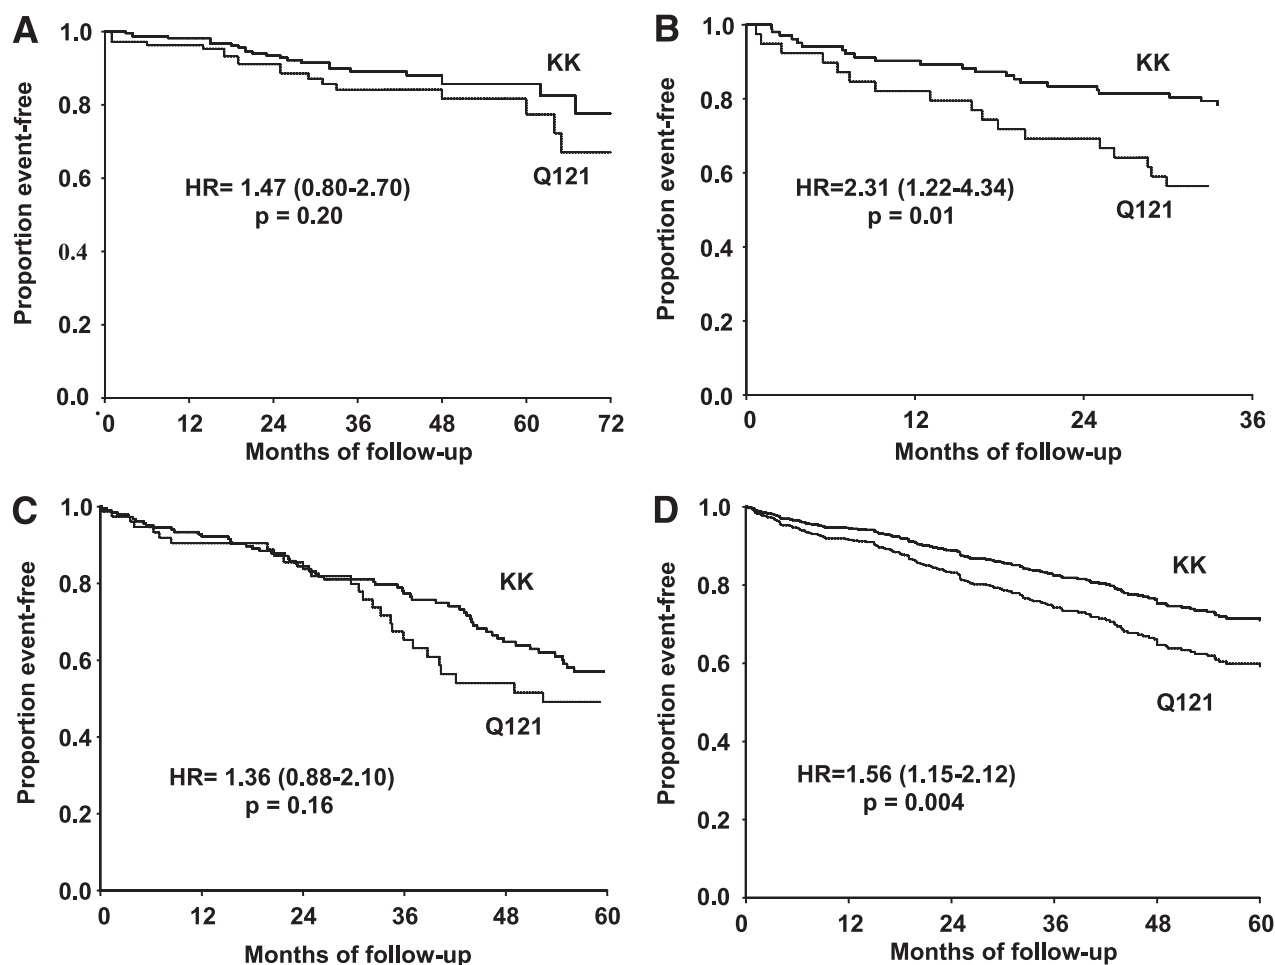 A
Proportion event-free
1.0
0.8
0.6
0.4
0.2
0.0
KK
Q121
HR= 1.47 (0.80-2.70)
p = 0.20
0 12 24 36 48 60 72
Months of follow-up
B
Proportion event-free
1.0
0.8
0.6
0.4
0.2
0.0
KK
Q121
HR=2.31 (1.22-4.34)
p = 0.01
0 12 24 36
Months of follow-up
C
Proportion event-free
1.0
0.8
0.6
0.4
0.2
0.0
KK
Q121
HR= 1.36 (0.88-2.10)
p = 0.16
0 12 24 36 48 60
Months of follow-up
D
Proportion event-free
1.0
0.8
0.6
0.4
0.2
0.0
KK
Q121
HR=1.56 (1.15-2.12)
p = 0.004
0 12 24 36 48 60
Months of follow-up